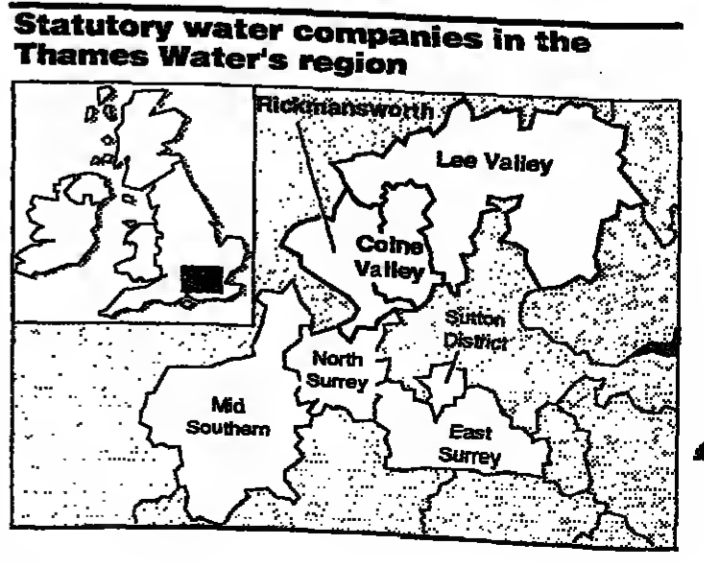 Statutory water companies in the
Thames Water's region
Rickmansworth
Lee Valley
Colne
Valley
Sutton
District
North
Surrey
Mid
Southern
East
Surrey